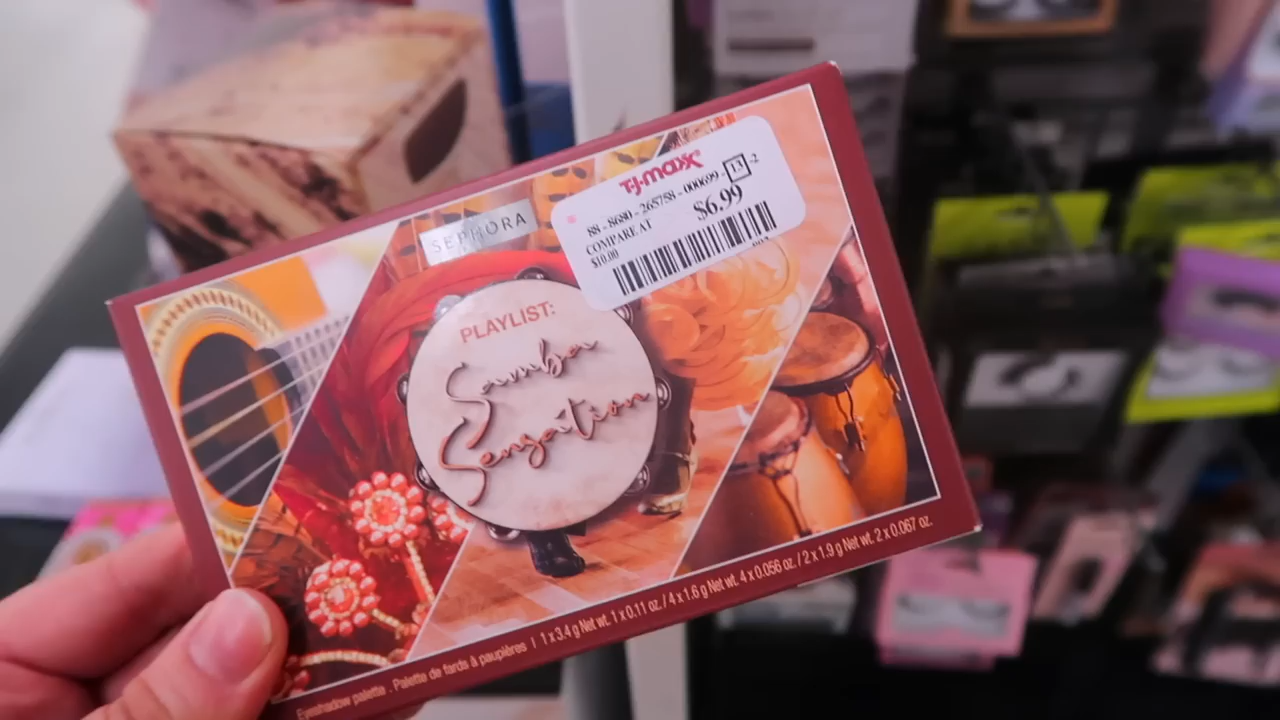 T·J·maxx
88 - 8680 - 265758 - 000699 - 13 -2
COMPARE AT
$10.00
$6.99
SEPHORA
PLAYLIST:
Samba
Sensation
Eyeshadow palette . Palette de fards à paupières | 1 x 3.4 g Net wt. 1 x 0.11 oz. / 4 x 1.6 g Net wt. 4 x 0.056 oz. / 2 x 1.9 g Net wt. 2 x 0.067 oz.